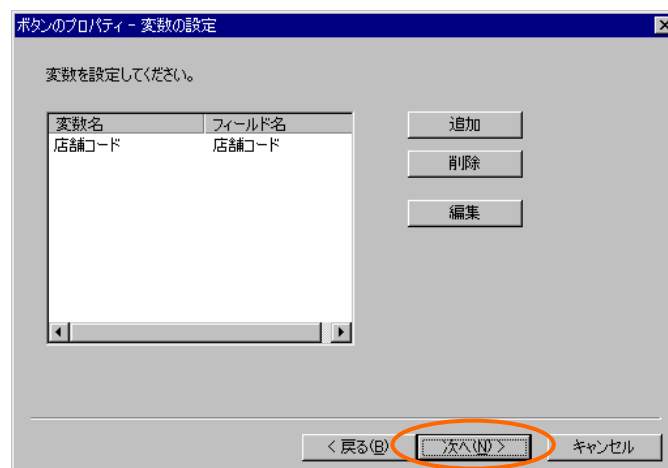 ボタンのプロパティ - 変数の設定
変数を設定してください。
変数名 フィールド名
店舗コード 店舗コード
追加
削除
編集
< 戻る(B) 次へ(N) > キャンセル